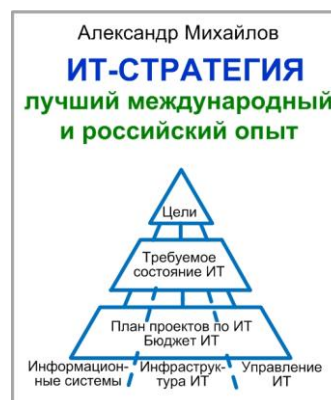 Александр Михайлов
ИТ-СТРАТЕГИЯ
лучший международный
и российский опыт
Цели
Требуемое
состояние ИТ
План проектов по ИТ
Бюджет ИТ
Информацион-
ные системы
Инфраструк-
тура ИТ
Управление
ИТ